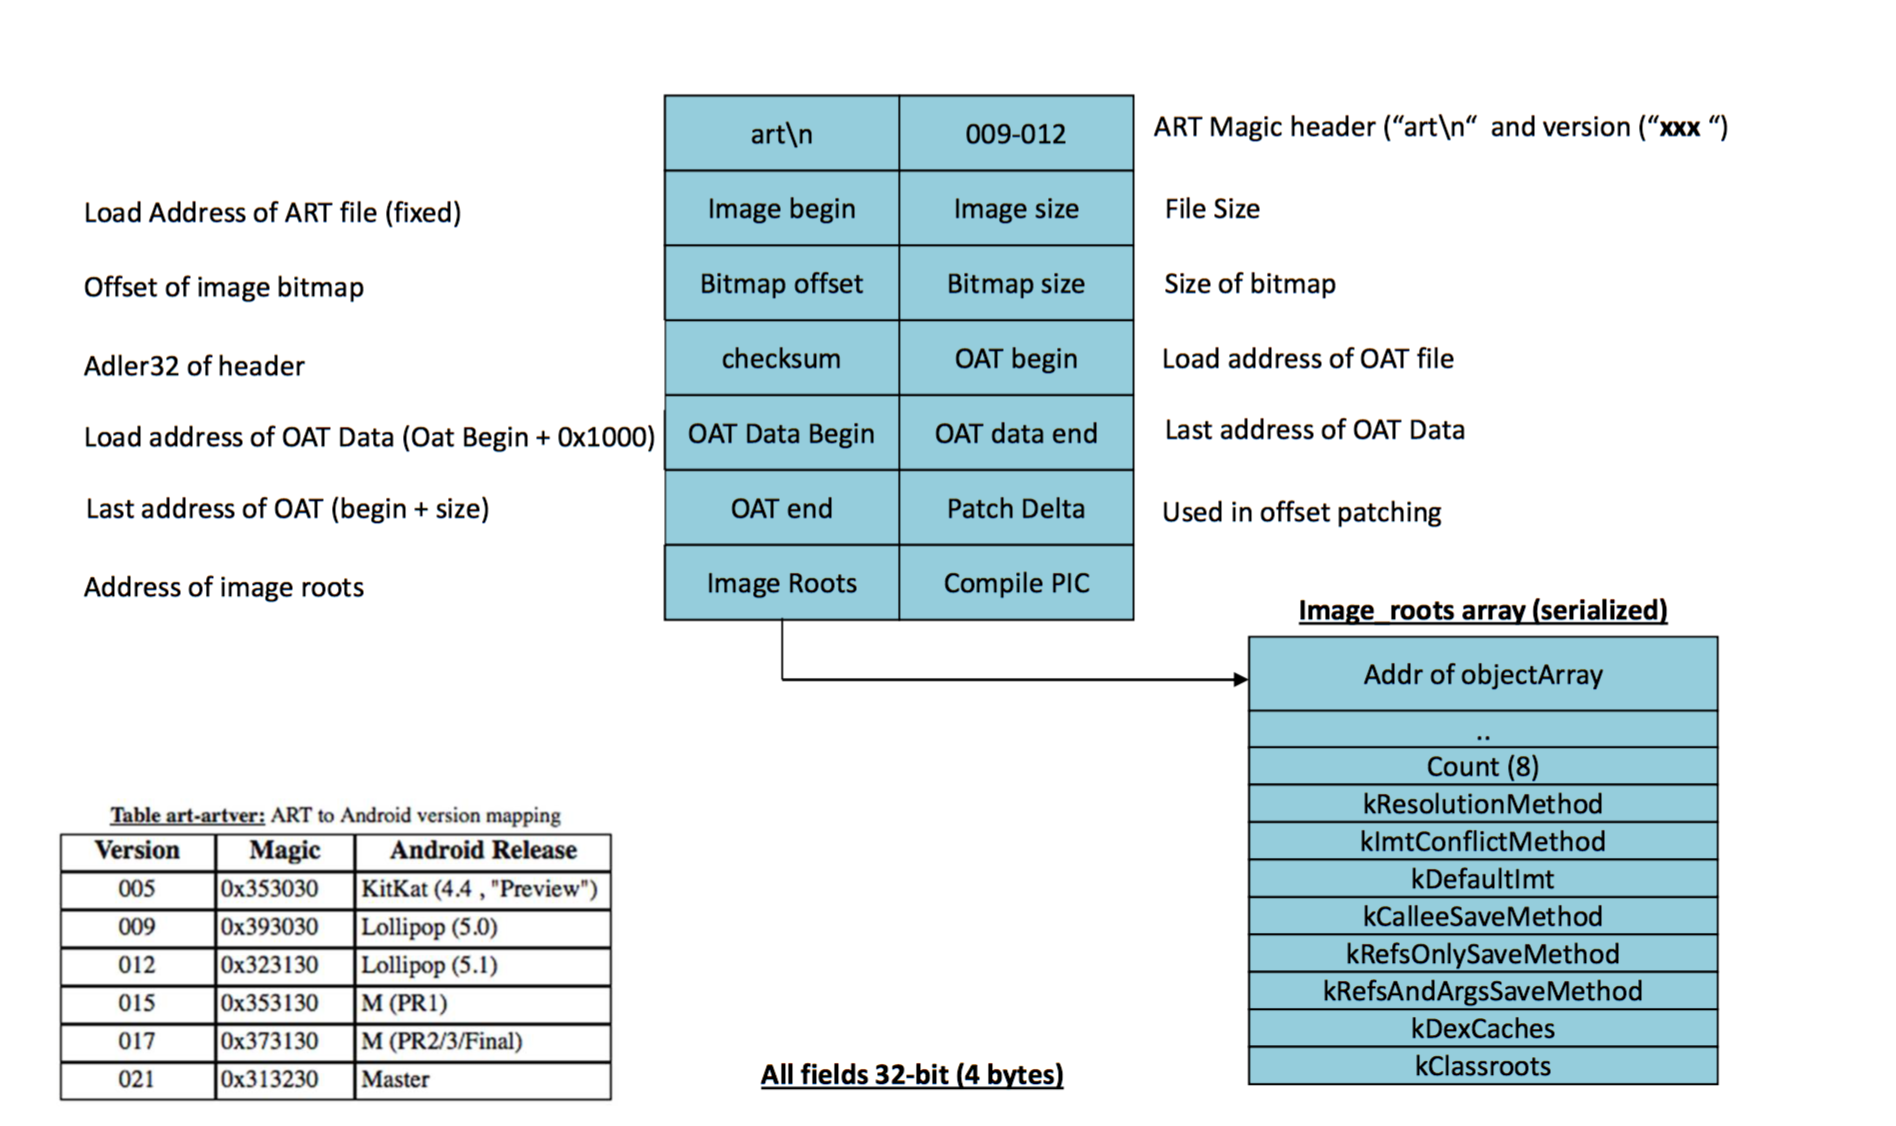 art\n 009-012 ART Magic header (“art\n“ and version (“xxx “)
Load Address of ART file (fixed) Image begin Image size File Size
Offset of image bitmap Bitmap offset Bitmap size Size of bitmap
Adler32 of header checksum OAT begin Load address of OAT file
Load address of OAT Data (Oat Begin + 0x1000) OAT Data Begin OAT data end Last address of OAT Data
Last address of OAT (begin + size) OAT end Patch Delta Used in offset patching
Address of image roots Image Roots Compile PIC
Image_roots array (serialized)
Addr of objectArray
..
Count (8)
kResolutionMethod
kImtConflictMethod
kDefaultImt
kCalleeSaveMethod
kRefsOnlySaveMethod
kRefsAndArgsSaveMethod
kDexCaches
kClassroots
Table art-artver: ART to Android version mapping
Version Magic Android Release
005 0x353030 KitKat (4.4 , "Preview")
009 0x393030 Lollipop (5.0)
012 0x323130 Lollipop (5.1)
015 0x353130 M (PR1)
017 0x373130 M (PR2/3/Final)
021 0x313230 Master
All fields 32-bit (4 bytes)